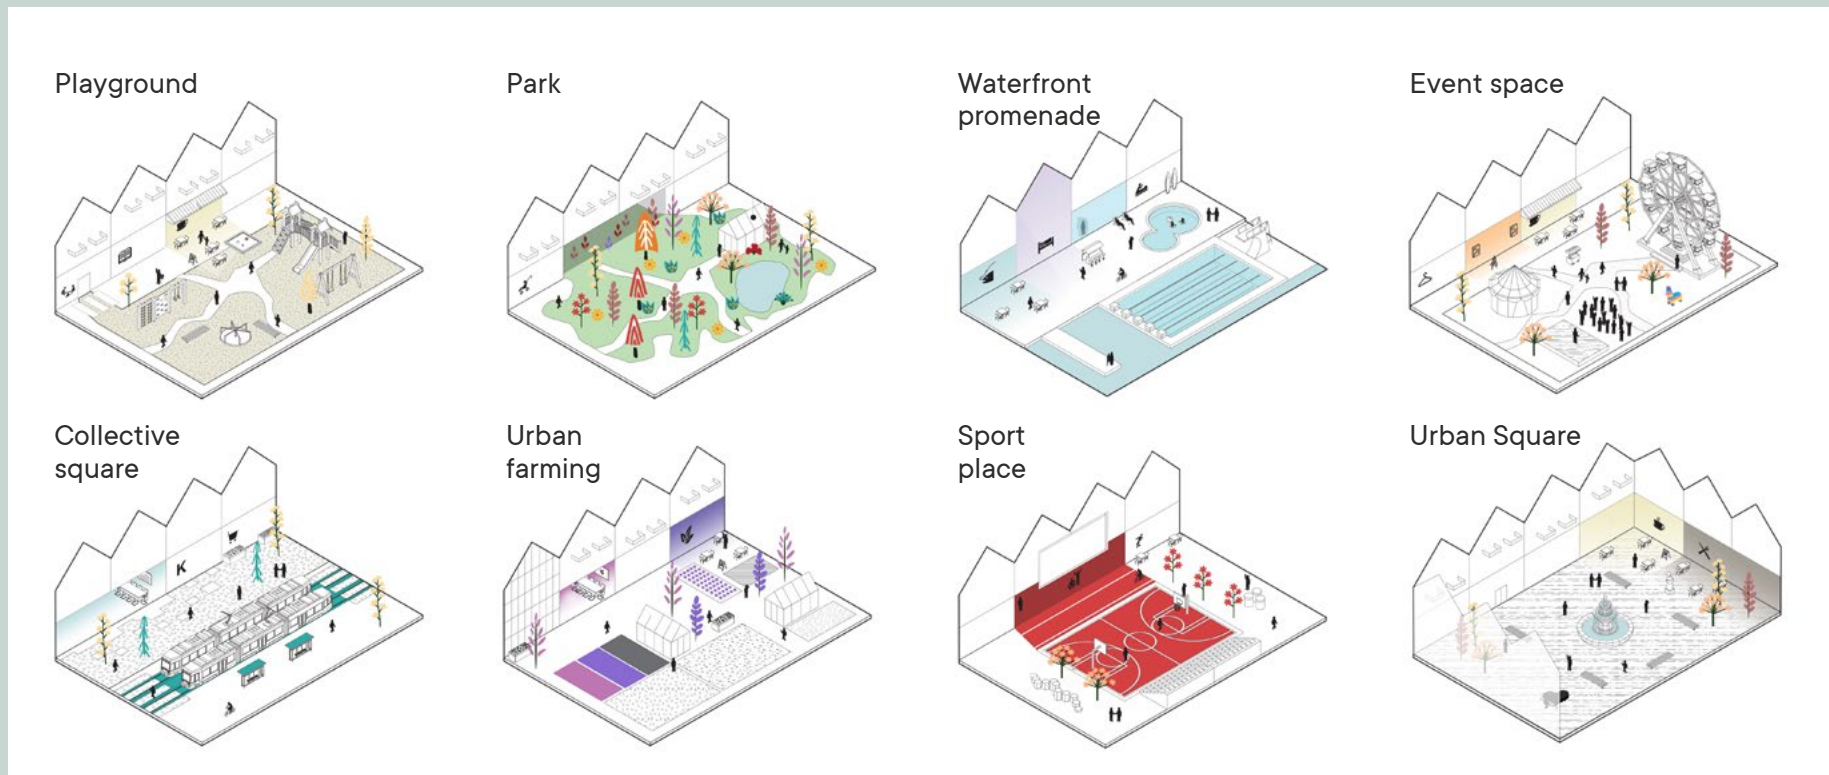 Playground
Park
Waterfront
promenade
Event space
Collective
square
K
Urban
farming
Sport
place
Urban Square